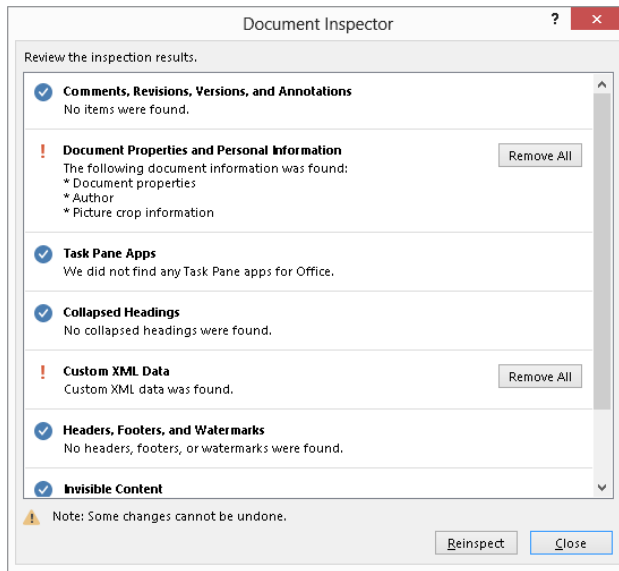 Document Inspector
?
×
Review the inspection results.
Comments, Revisions, Versions, and Annotations
No items were found.
! Document Properties and Personal Information
Remove All
The following document information was found:
* Document properties
* Author
* Picture crop information
Task Pane Apps
We did not find any Task Pane apps for Office.
Collapsed Headings
No collapsed headings were found.
! Custom XML Data
Remove All
Custom XML data was found.
Headers, Footers, and Watermarks
No headers, footers, or watermarks were found.
Invisible Content
Note: Some changes cannot be undone.
Reinspect
Close